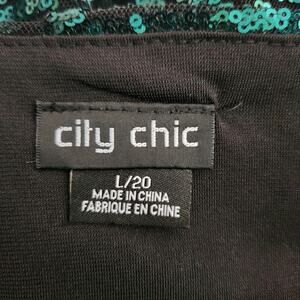 city chic
L/20
MADE IN CHINA
FABRIQUE EN CHINE